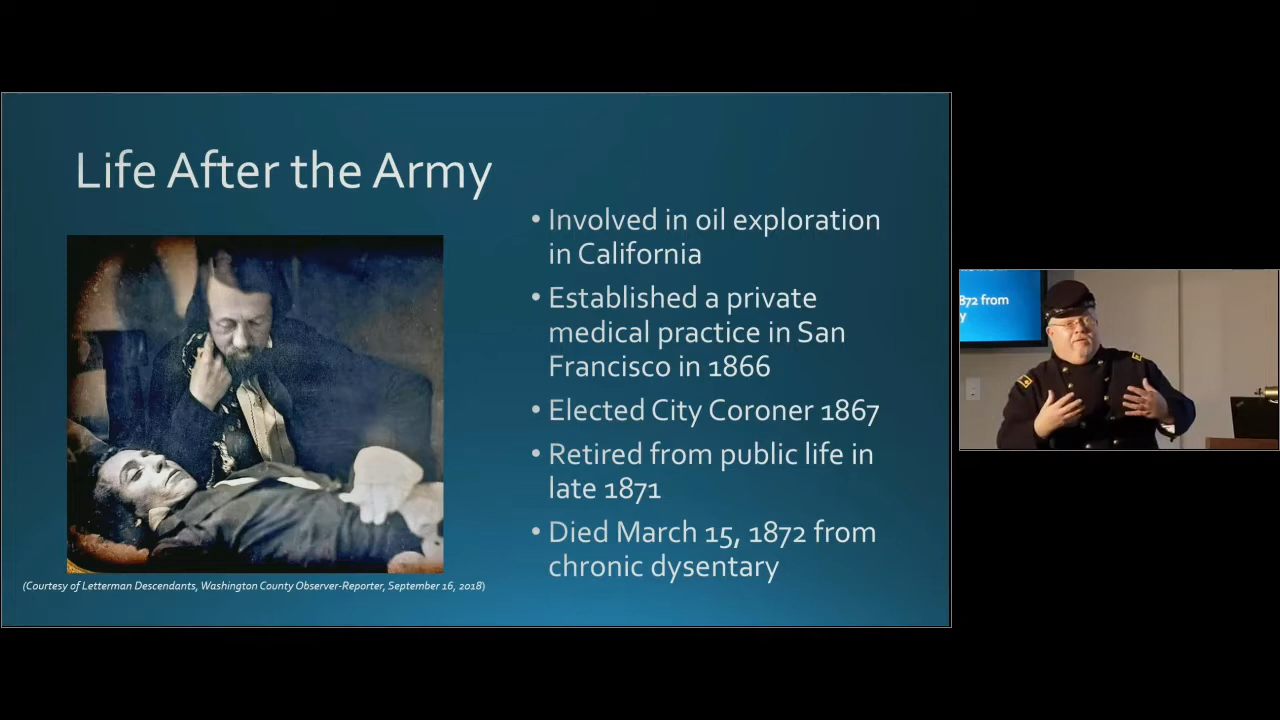 Life After the Army
• Involved in oil exploration
in California
• Established a private
medical practice in San
Francisco in 1866
• Elected City Coroner 1867
• Retired from public life in
late 1871
• Died March 15, 1872 from
chronic dysentary
(Courtesy of Letterman Descendants, Washington County Observer-Reporter, September 16, 2018)
872 from
y